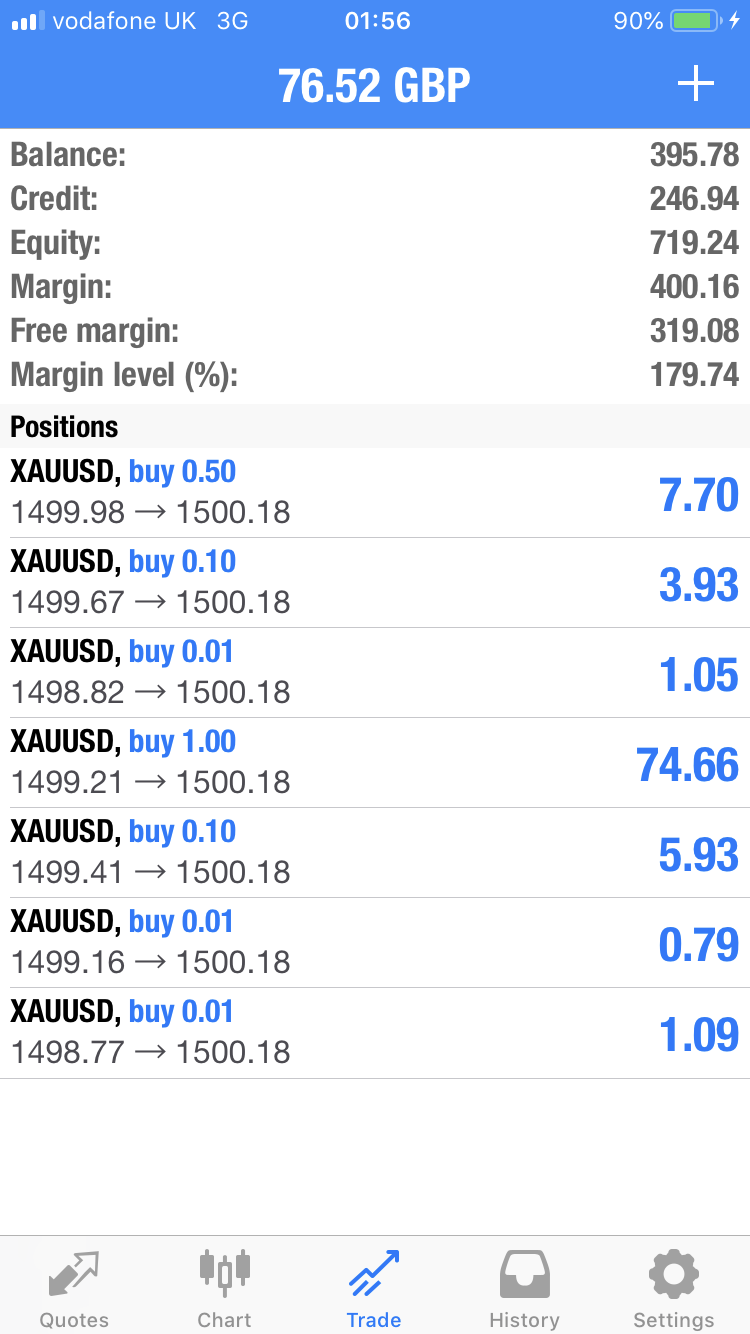 vodafone UK 3G 01:56 90%
76.52 GBP +
Balance: 395.78
Credit: 246.94
Equity: 719.24
Margin: 400.16
Free margin: 319.08
Margin level (%): 179.74
Positions
XAUUSD, buy 0.50
1499.98 → 1500.18 7.70
XAUUSD, buy 0.10
1499.67 → 1500.18 3.93
XAUUSD, buy 0.01
1498.82 → 1500.18 1.05
XAUUSD, buy 1.00
1499.21 → 1500.18 74.66
XAUUSD, buy 0.10
1499.41 → 1500.18 5.93
XAUUSD, buy 0.01
1499.16 → 1500.18 0.79
XAUUSD, buy 0.01
1498.77 → 1500.18 1.09
Quotes Chart Trade History Settings